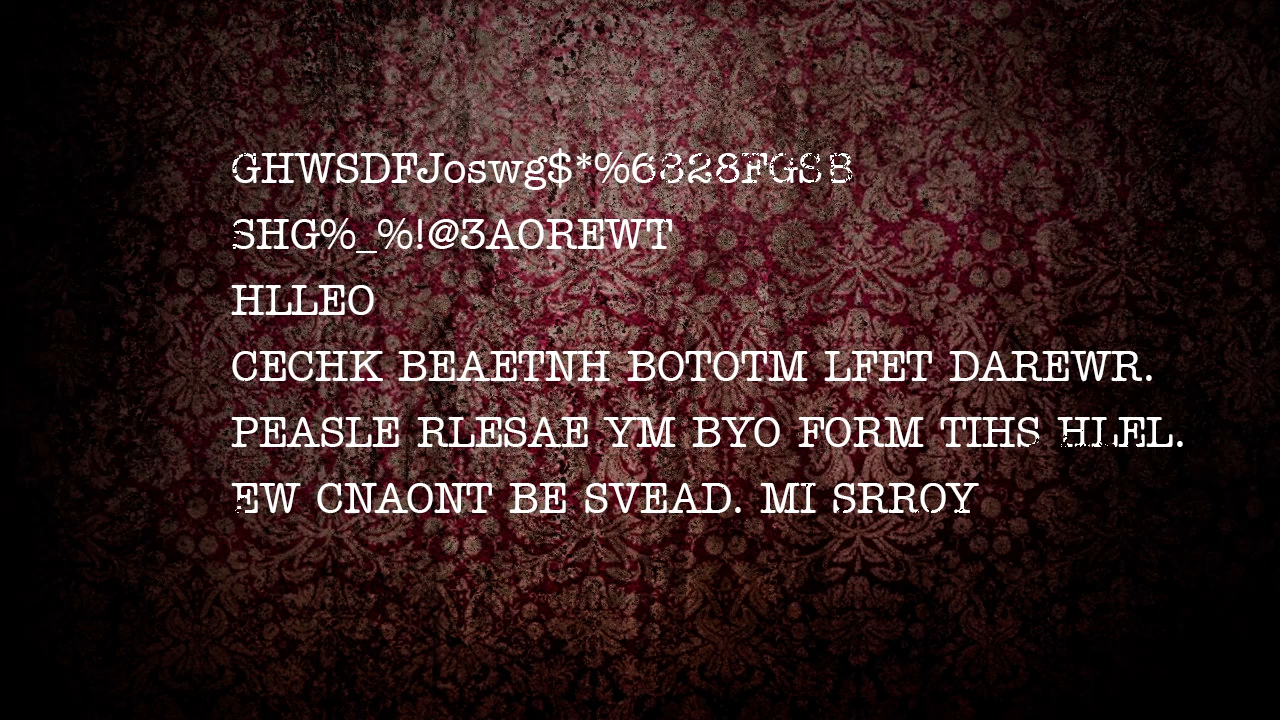 GHWSDFJoswg$*%6328FGSB
SHG%_%!@3AOREWT
HLLEO
CECHK BEAETNH BOTOTM LFET DAREWR.
PEASLE RLESAE YM BYO FORM TIHS HLEL.
EW CNAONT BE SVEAD. MI SRROY